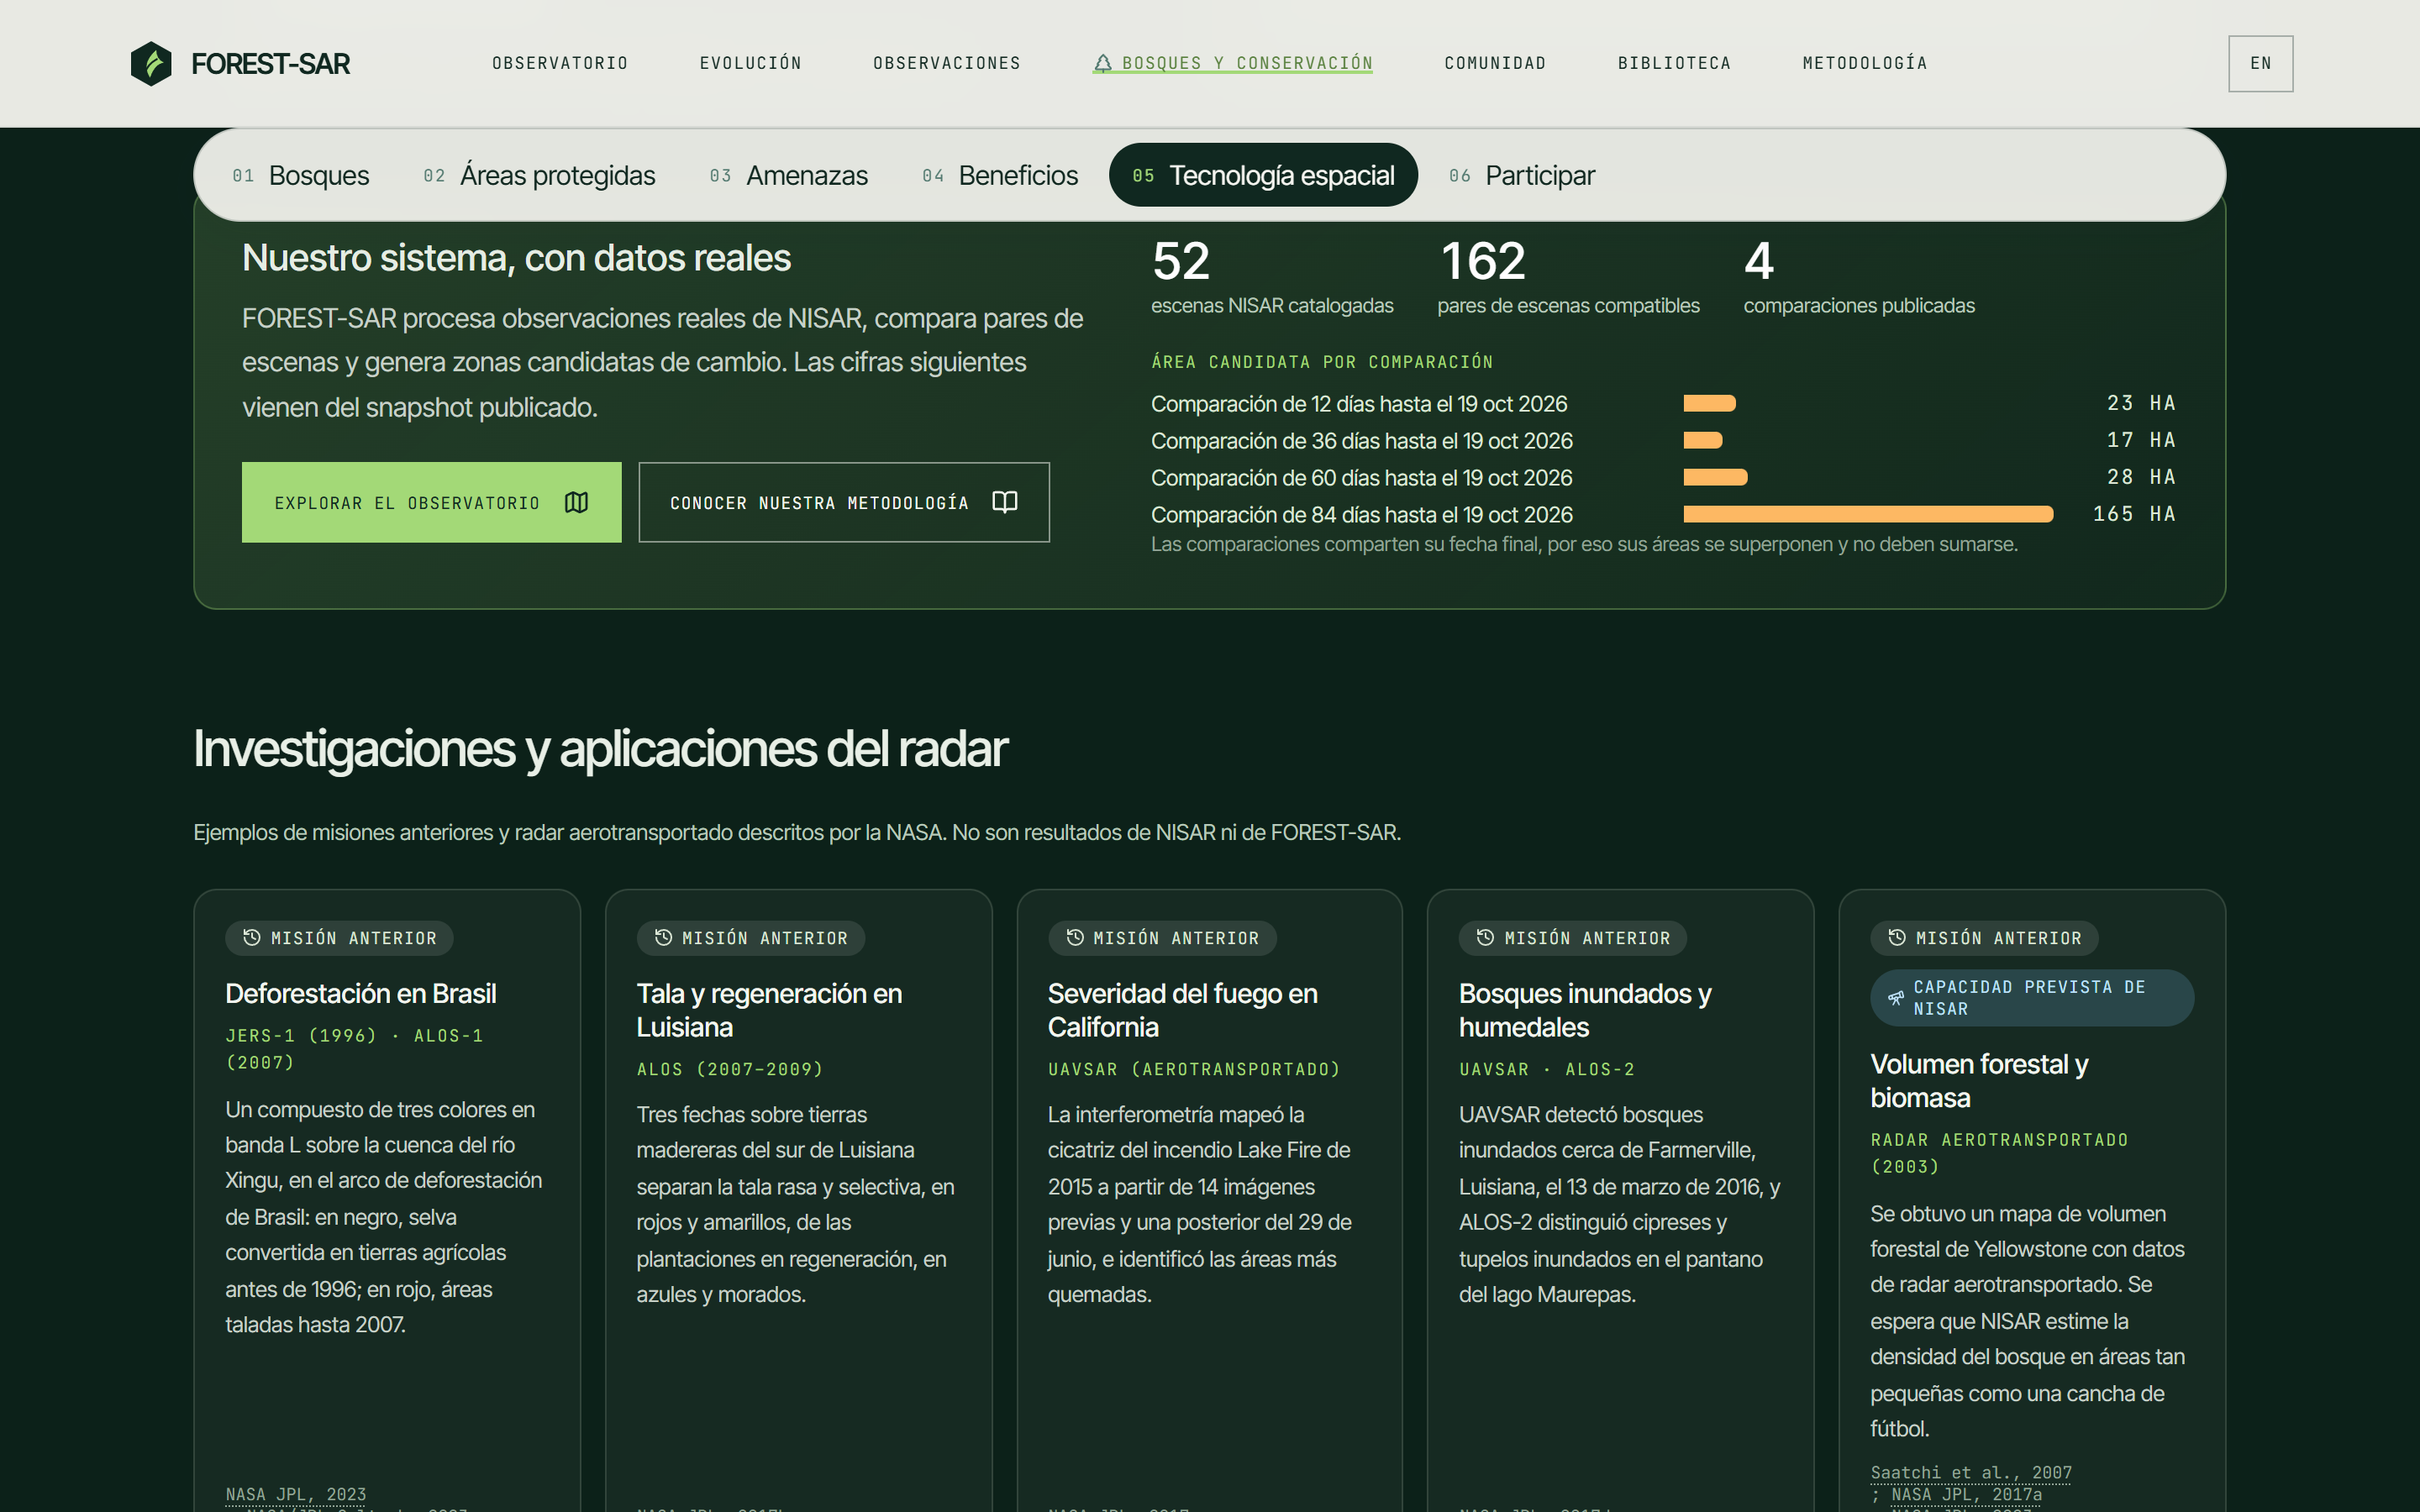 FOREST-SAR
OBSERVATORIO
EVOLUCIÓN
OBSERVACIONES
BOSQUES Y CONSERVACIÓN
COMUNIDAD
BIBLIOTECA
METODOLOGÍA
EN
01 Bosques
02 Áreas protegidas
03 Amenazas
04 Beneficios
05 Tecnología espacial
06 Participar
Nuestro sistema, con datos reales
FOREST-SAR procesa observaciones reales de NISAR, compara pares de
escenas y genera zonas candidatas de cambio. Las cifras siguientes
vienen del snapshot publicado.
EXPLORAR EL OBSERVATORIO
CONOCER NUESTRA METODOLOGÍA
52
escenas NISAR catalogadas
162
pares de escenas compatibles
4
comparaciones publicadas
ÁREA CANDIDATA POR COMPARACIÓN
Comparación de 12 días hasta el 19 oct 2026 23 HA
Comparación de 36 días hasta el 19 oct 2026 17 HA
Comparación de 60 días hasta el 19 oct 2026 28 HA
Comparación de 84 días hasta el 19 oct 2026 165 HA
Las comparaciones comparten su fecha final, por eso sus áreas se superponen y no deben sumarse.
Investigaciones y aplicaciones del radar
Ejemplos de misiones anteriores y radar aerotransportado descritos por la NASA. No son resultados de NISAR ni de FOREST-SAR.
MISIÓN ANTERIOR
Deforestación en Brasil
JERS-1 (1996) · ALOS-1
(2007)
Un compuesto de tres colores en
banda L sobre la cuenca del río
Xingu, en el arco de deforestación
de Brasil: en negro, selva
convertida en tierras agrícolas
antes de 1996; en rojo, áreas
taladas hasta 2007.
NASA JPL, 2023
MISIÓN ANTERIOR
Tala y regeneración en
Luisiana
ALOS (2007–2009)
Tres fechas sobre tierras
madereras del sur de Luisiana
separan la tala rasa y selectiva, en
rojos y amarillos, de las
plantaciones en regeneración, en
azules y morados.
MISIÓN ANTERIOR
Severidad del fuego en
California
UAVSAR (AEROTRANSPORTADO)
La interferometría mapeó la
cicatriz del incendio Lake Fire de
2015 a partir de 14 imágenes
previas y una posterior del 29 de
junio, e identificó las áreas más
quemadas.
MISIÓN ANTERIOR
Bosques inundados y
humedales
UAVSAR · ALOS-2
UAVSAR detectó bosques
inundados cerca de Farmerville,
Luisiana, el 13 de marzo de 2016, y
ALOS-2 distinguió cipreses y
tupelos inundados en el pantano
del lago Maurepas.
MISIÓN ANTERIOR
CAPACIDAD PREVISTA DE
NISAR
Volumen forestal y
biomasa
RADAR AEROTRANSPORTADO
(2003)
Se obtuvo un mapa de volumen
forestal de Yellowstone con datos
de radar aerotransportado. Se
espera que NISAR estime la
densidad del bosque en áreas tan
pequeñas como una cancha de
fútbol.
Saatchi et al., 2007
; NASA JPL, 2017a